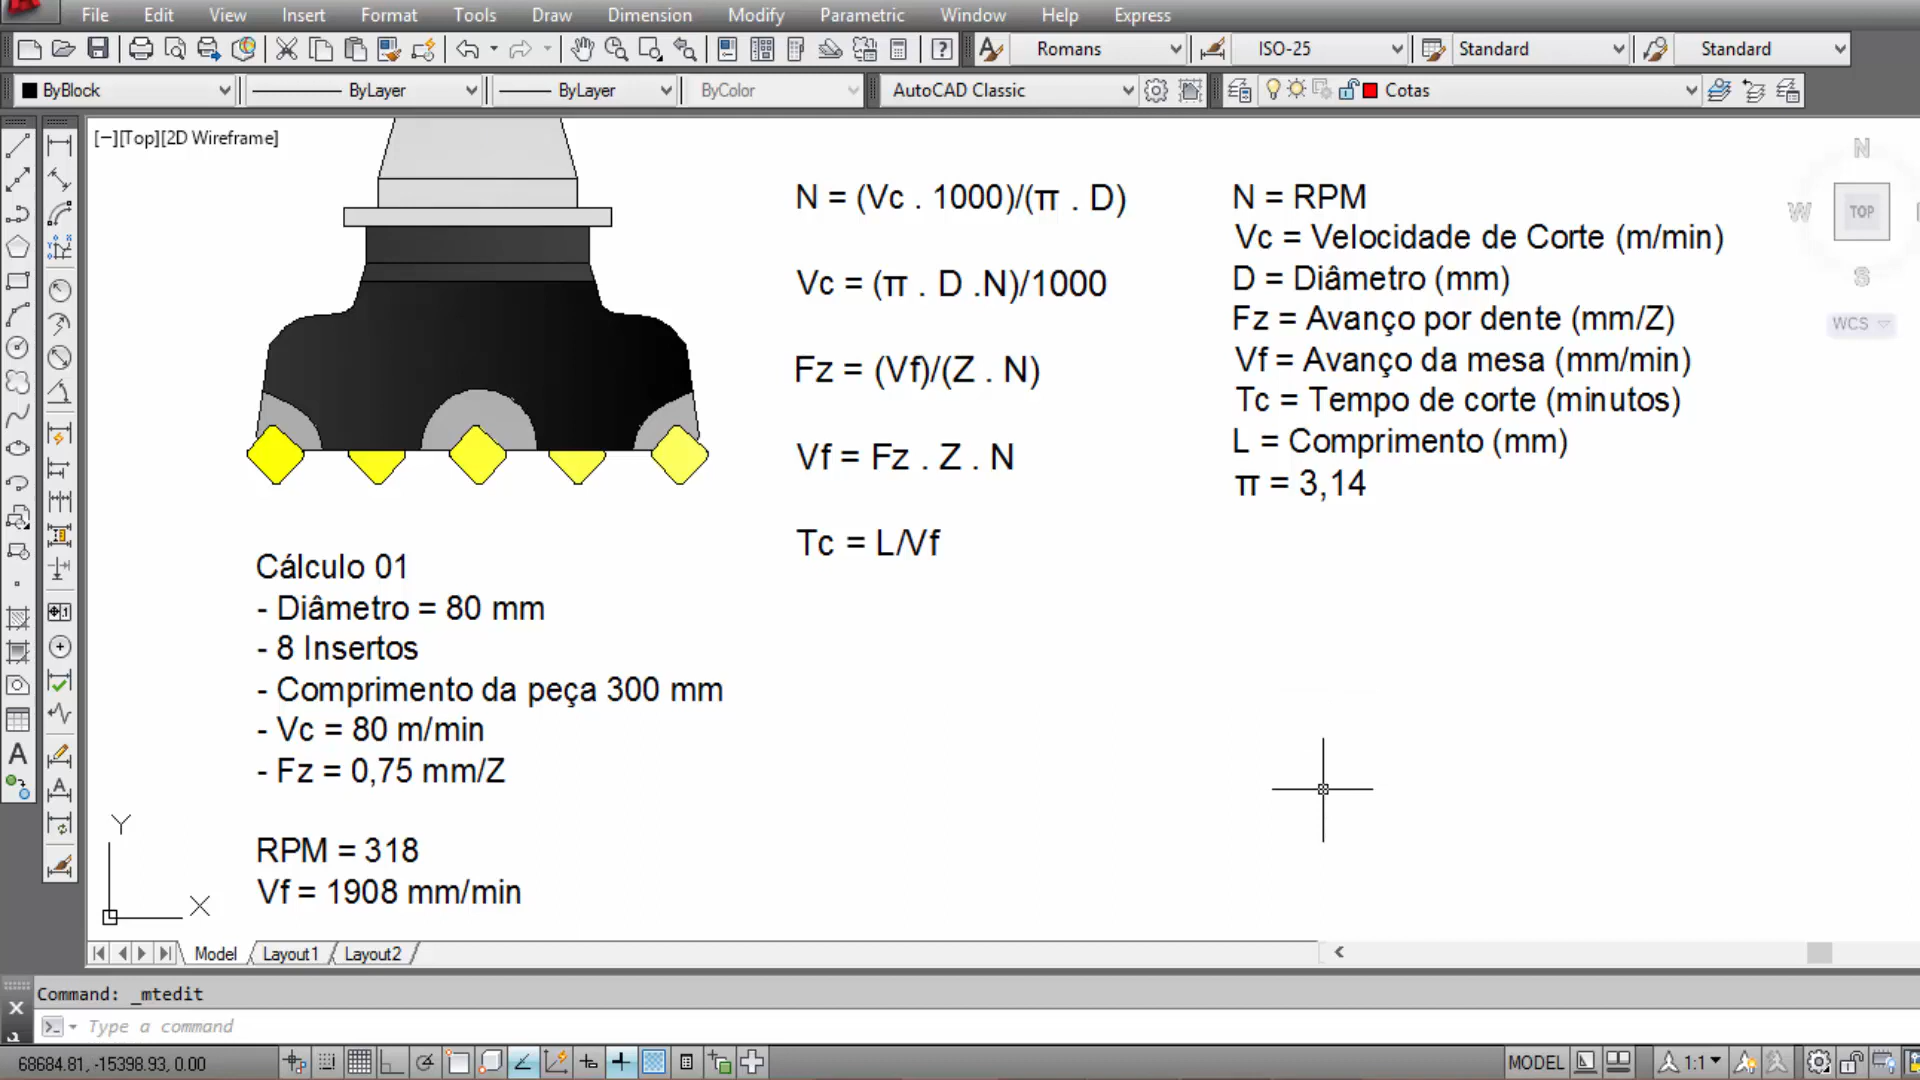 File Edit View Insert Format Tools Draw Dimension Modify Parametric Window Help Express
Romans ISO-25 Standard Standard
ByBlock ByLayer ByLayer ByColor AutoCAD Classic Cotas
[−][Top][2D Wireframe]
N
W TOP
S
WCS
N = (Vc . 1000)/(π . D)
Vc = (π . D .N)/1000
Fz = (Vf)/(Z . N)
Vf = Fz . Z . N
Tc = L/Vf
N = RPM
Vc = Velocidade de Corte (m/min)
D = Diâmetro (mm)
Fz = Avanço por dente (mm/Z)
Vf = Avanço da mesa (mm/min)
Tc = Tempo de corte (minutos)
L = Comprimento (mm)
π = 3,14
Cálculo 01
- Diâmetro = 80 mm
- 8 Insertos
- Comprimento da peça 300 mm
- Vc = 80 m/min
- Fz = 0,75 mm/Z
RPM = 318
Vf = 1908 mm/min
Y
X
Model Layout1 Layout2
Command: _mtedit
Type a command
68684.81, -15398.93, 0.00 MODEL 1:1